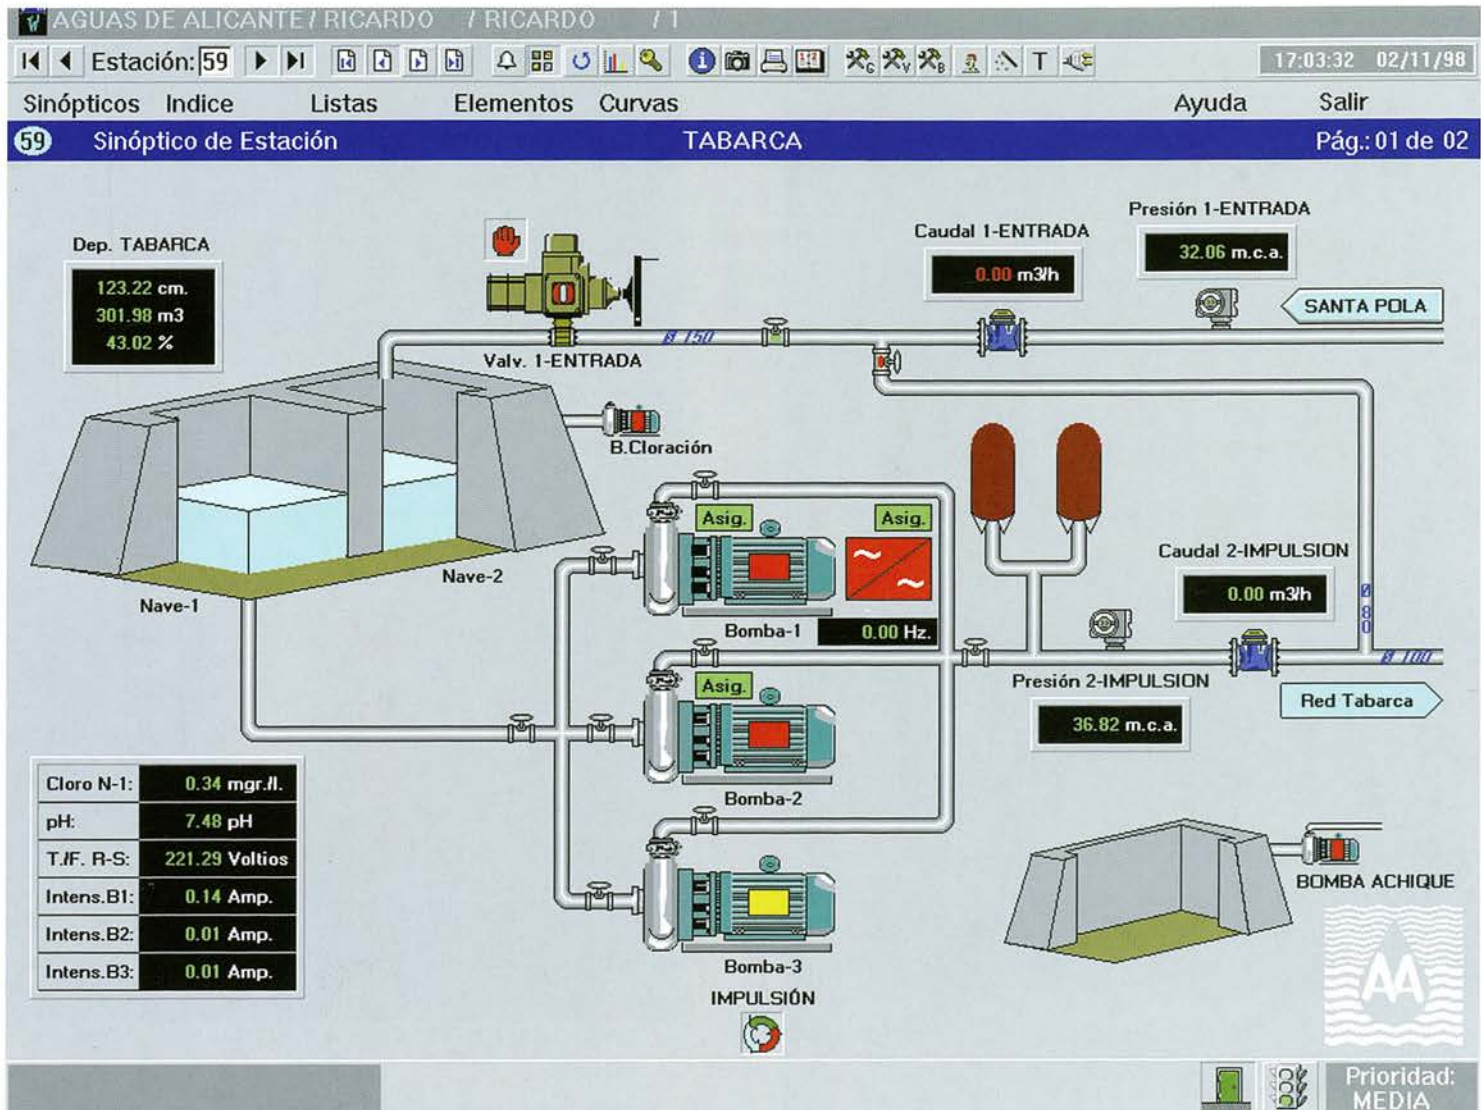 AGUAS DE ALICANTE / RICARDO / RICARDO / 1
Estación: 59
17:03:32 02/11/98
Sinópticos Indice Listas Elementos Curvas Ayuda Salir
59 Sinóptico de Estación TABARCA Pág.: 01 de 02
Dep. TABARCA
123.22 cm.
301.98 m3
43.02 %
Valv. 1-ENTRADA
Ø 150
Caudal 1-ENTRADA
0.00 m3/h
Presión 1-ENTRADA
32.06 m.c.a.
SANTA POLA
B.Cloración
Nave-1
Nave-2
Asig.
Asig.
Bomba-1
0.00 Hz.
Asig.
Bomba-2
Bomba-3
IMPULSIÓN
Caudal 2-IMPULSION
0.00 m3/h
Ø 80
Ø 100
Presión 2-IMPULSION
36.82 m.c.a.
Red Tabarca
Cloro N-1: 0.34 mgr./l.
pH: 7.48 pH
T./F. R-S: 221.29 Voltios
Intens.B1: 0.14 Amp.
Intens.B2: 0.01 Amp.
Intens.B3: 0.01 Amp.
BOMBA ACHIQUE
AA
Prioridad:
MEDIA